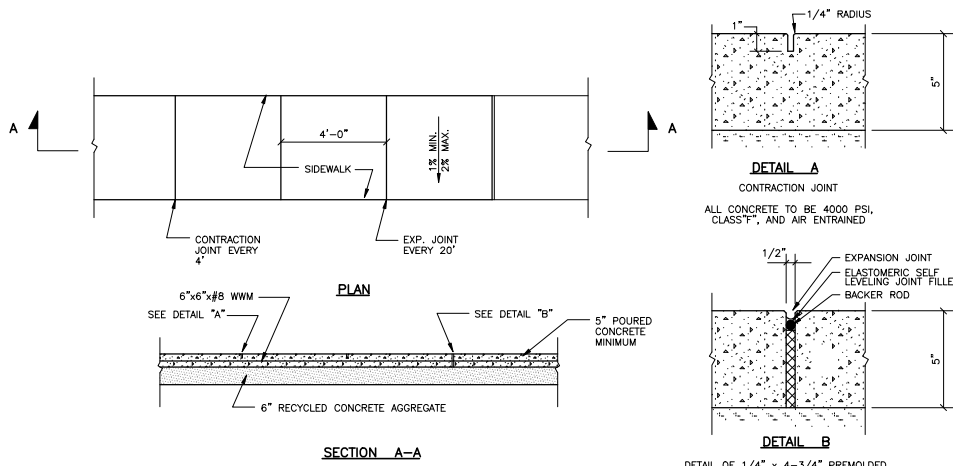 A
A
4'-0"
1% MIN.
2% MAX.
SIDEWALK
CONTRACTION
JOINT EVERY
4'
EXP. JOINT
EVERY 20'
PLAN
6"x6"x#8 WWM
SEE DETAIL "A"
SEE DETAIL "B"
5" POURED
CONCRETE
MINIMUM
6" RECYCLED CONCRETE AGGREGATE
SECTION A-A
1/4" RADIUS
1"
5"
DETAIL A
CONTRACTION JOINT
ALL CONCRETE TO BE 4000 PSI,
CLASS"F", AND AIR ENTRAINED
1/2"
EXPANSION JOINT
ELASTOMERIC SELF
LEVELING JOINT FILLE
BACKER ROD
5"
DETAIL B
DETAIL OF 1/4" x 4-3/4" PREMOLDED